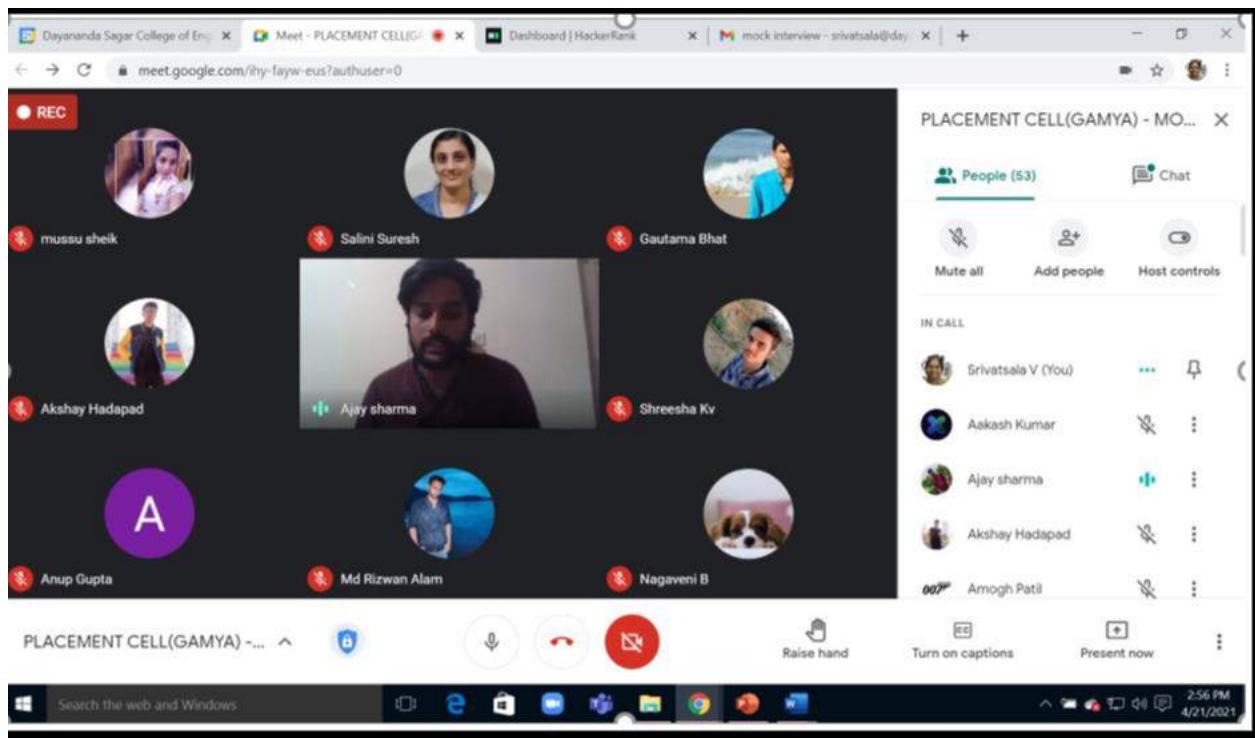 Dayananda Sagar College of Eng
Meet - PLACEMENT CELL(GA
Dashboard | HackerRank
mock interview - srivatsala@day
meet.google.com/ihy-fayw-eus?authuser=0
REC
PLACEMENT CELL(GAMYA) - MO...
People (53)
Chat
mussu sheik
Salini Suresh
Gautama Bhat
Mute all
Add people
Host controls
IN CALL
Srivatsala V (You)
Akshay Hadapad
Ajay sharma
Shreesha Kv
Aakash Kumar
Ajay sharma
A
Akshay Hadapad
Anup Gupta
Md Rizwan Alam
Nagaveni B
007
Amogh Patil
PLACEMENT CELL(GAMYA) -...
Raise hand
CC
Turn on captions
Present now
Search the web and Windows
2:56 PM
4/21/2021